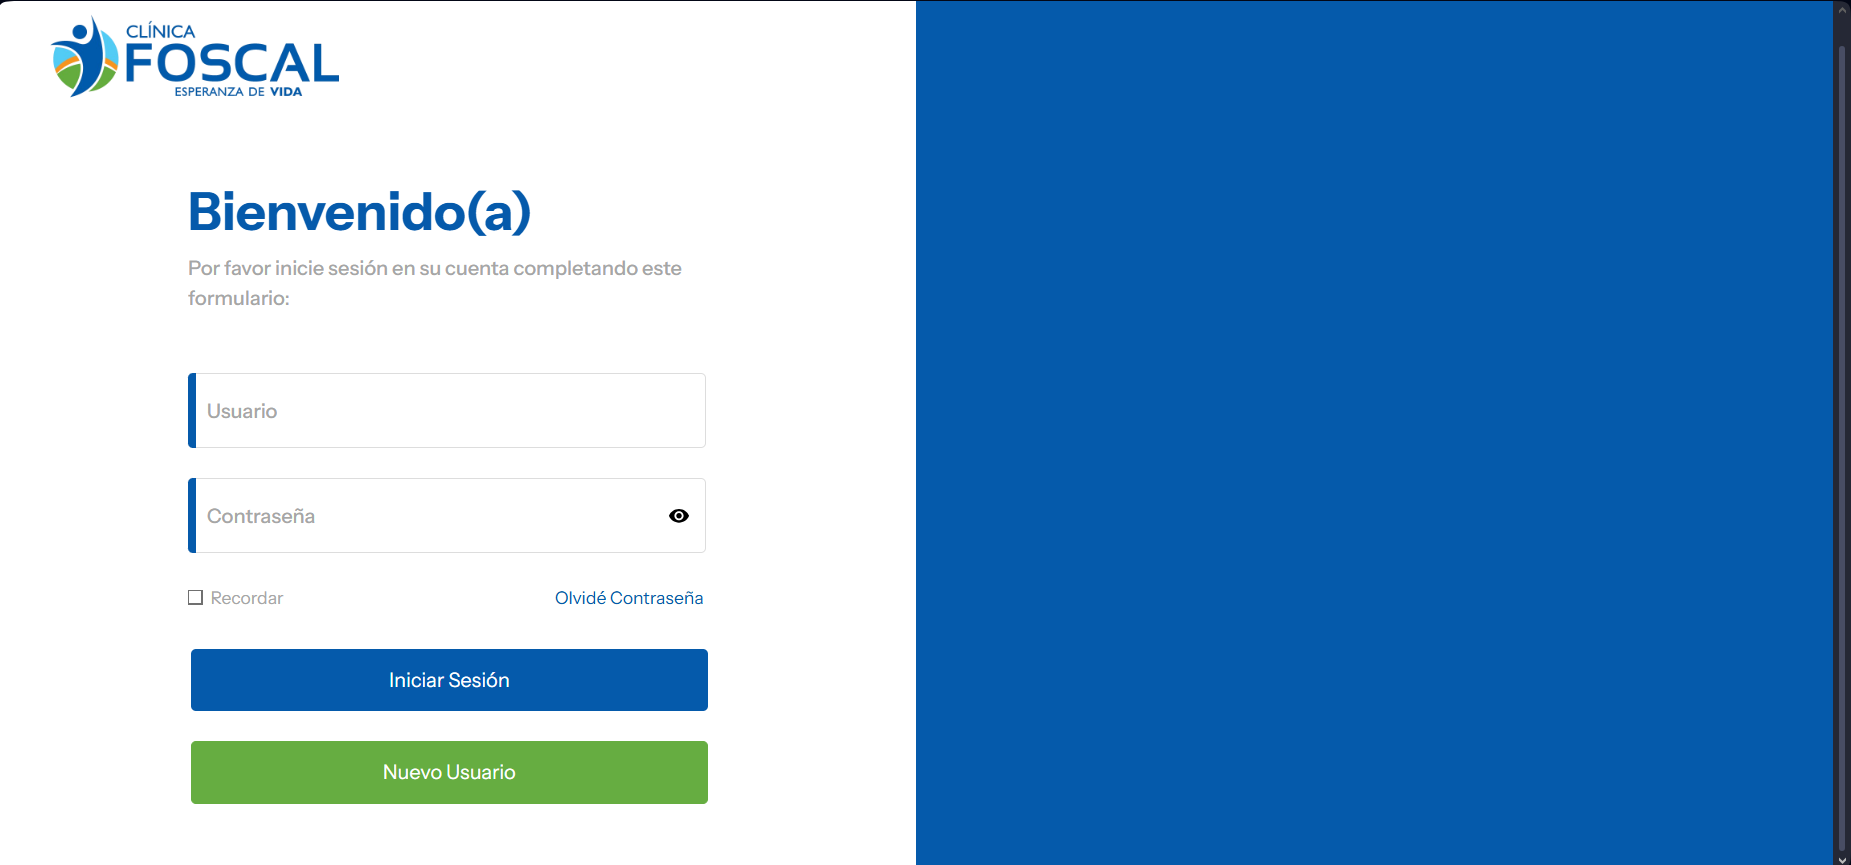 CLÍNICA
FOSCAL
ESPERANZA DE VIDA
Bienvenido(a)
Por favor inicie sesión en su cuenta completando este
formulario:
Usuario
Contraseña
Recordar
Olvidé Contraseña
Iniciar Sesión
Nuevo Usuario